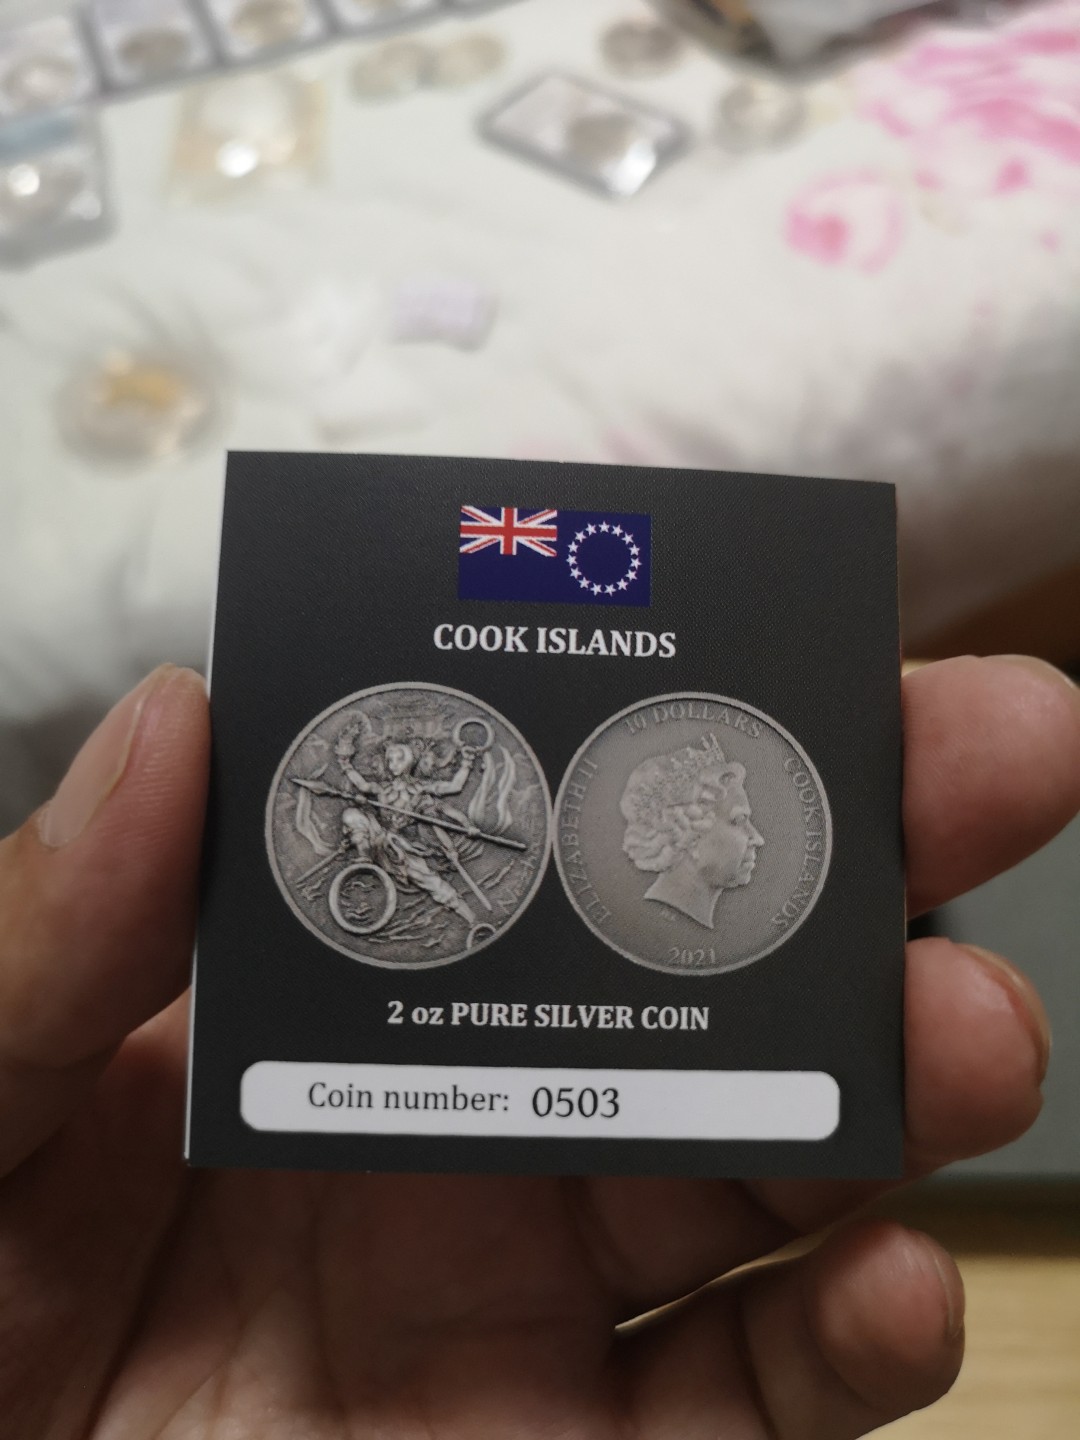 COOK ISLANDS
ELIZABETH II
10 DOLLARS
COOK ISLANDS
2021
2 oz PURE SILVER COIN
Coin number: 0503